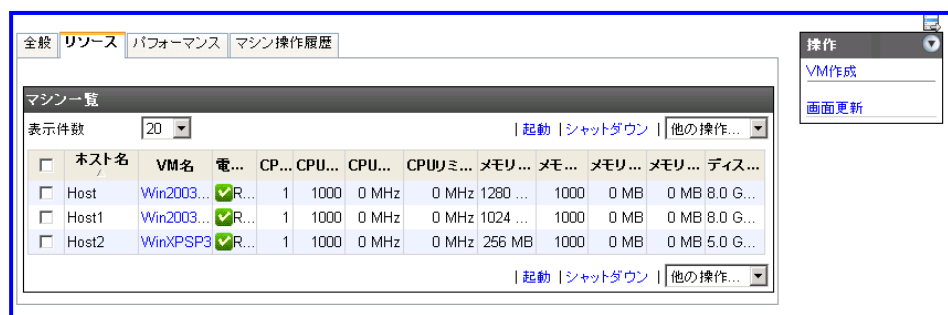 全般 リソース パフォーマンス マシン操作履歴
操作
VM作成
画面更新
マシン一覧
表示件数 20 | 起動 | シャットダウン | 他の操作...
ホスト名 VM名 電... CP... CPU... CPU... CPUリミ... メモリ... メモ... メモリ... メモリ... ディス...
Host Win2003... R... 1 1000 0 MHz 0 MHz 1280 ... 1000 0 MB 0 MB 8.0 G...
Host1 Win2003... R... 1 1000 0 MHz 0 MHz 1024 ... 1000 0 MB 0 MB 8.0 G...
Host2 WinXPSP3 R... 1 1000 0 MHz 0 MHz 256 MB 1000 0 MB 0 MB 5.0 G...
| 起動 | シャットダウン | 他の操作...